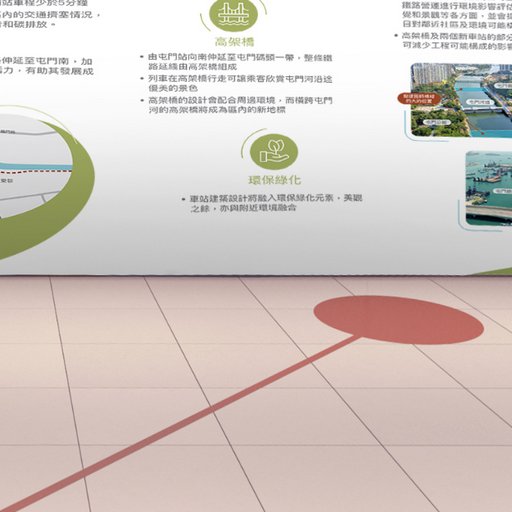 站車程少於5分鐘
內的交通擠塞情況，
和碳排放。
伸延至屯門南，加
力，有助其發展成
高架橋
• 由屯門站向南伸延至屯門碼頭一帶，整條鐵
路延綫由高架橋組成
• 列車在高架橋行走可讓乘客欣賞屯門河沿途
優美的景色
• 高架橋的設計會配合周邊環境，而橫跨屯門
河的高架橋將成為區內的新地標
環保綠化
• 車站建築設計將融入環保綠化元素，美觀
之餘，亦與附近環境融合
鐵路營運進行環境影響評估
覺和景觀等各方面，並會採
目對鄰近社區及環境可能構
• 高架橋及兩個新車站的部分
可減少工程可能構成的影響